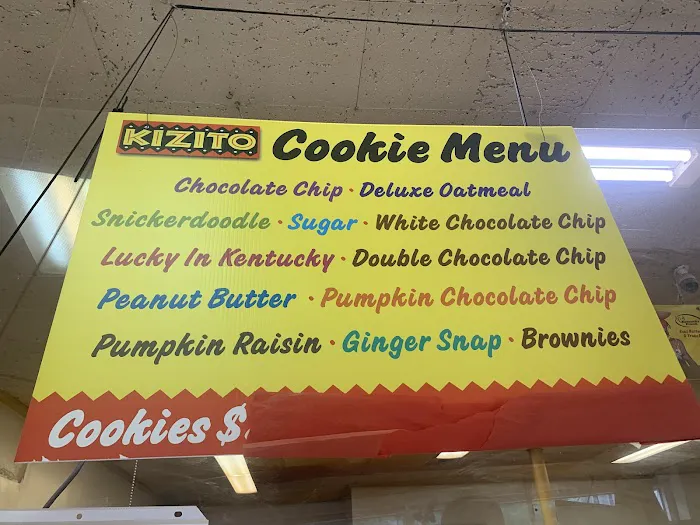 KIZITO Cookie Menu
Chocolate Chip · Deluxe Oatmeal
Snickerdoodle · Sugar · White Chocolate Chip
Lucky In Kentucky · Double Chocolate Chip
Peanut Butter · Pumpkin Chocolate Chip
Pumpkin Raisin · Ginger Snap · Brownies
Cookies $